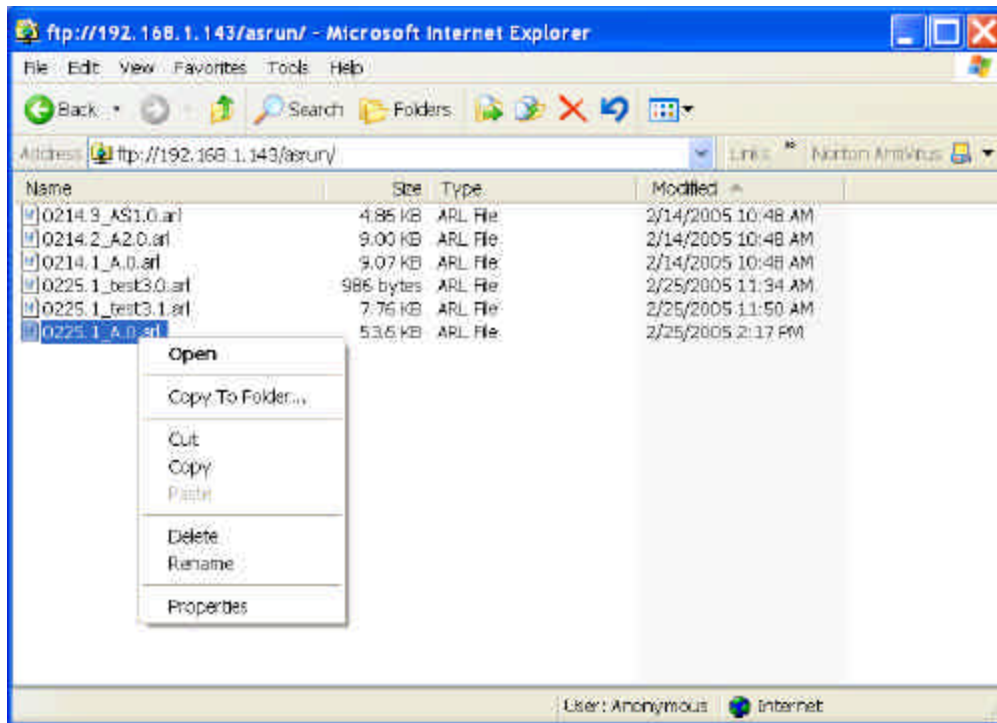 ftp://192.168.1.143/asrun/ - Microsoft Internet Explorer
File Edit View Favorites Tools Help
Back Search Folders
Address ftp://192.168.1.143/asrun/ Links » Norton AntiVirus
Name Size Type Modified
0214.3_AS1.0.arl 4.86 KB ARL File 2/14/2005 10:48 AM
0214.2_A2.0.arl 9.00 KB ARL File 2/14/2005 10:48 AM
0214.1_A.0.arl 9.07 KB ARL File 2/14/2005 10:48 AM
0225.1_test3.0.arl 986 bytes ARL File 2/25/2005 11:34 AM
0225.1_test3.1.arl 7.76 KB ARL File 2/25/2005 11:50 AM
0225.1_A.0.arl 53.6 KB ARL File 2/25/2005 2:17 PM
Open
Copy To Folder...
Cut
Copy
Paste
Delete
Rename
Properties
User: Anonymous Internet